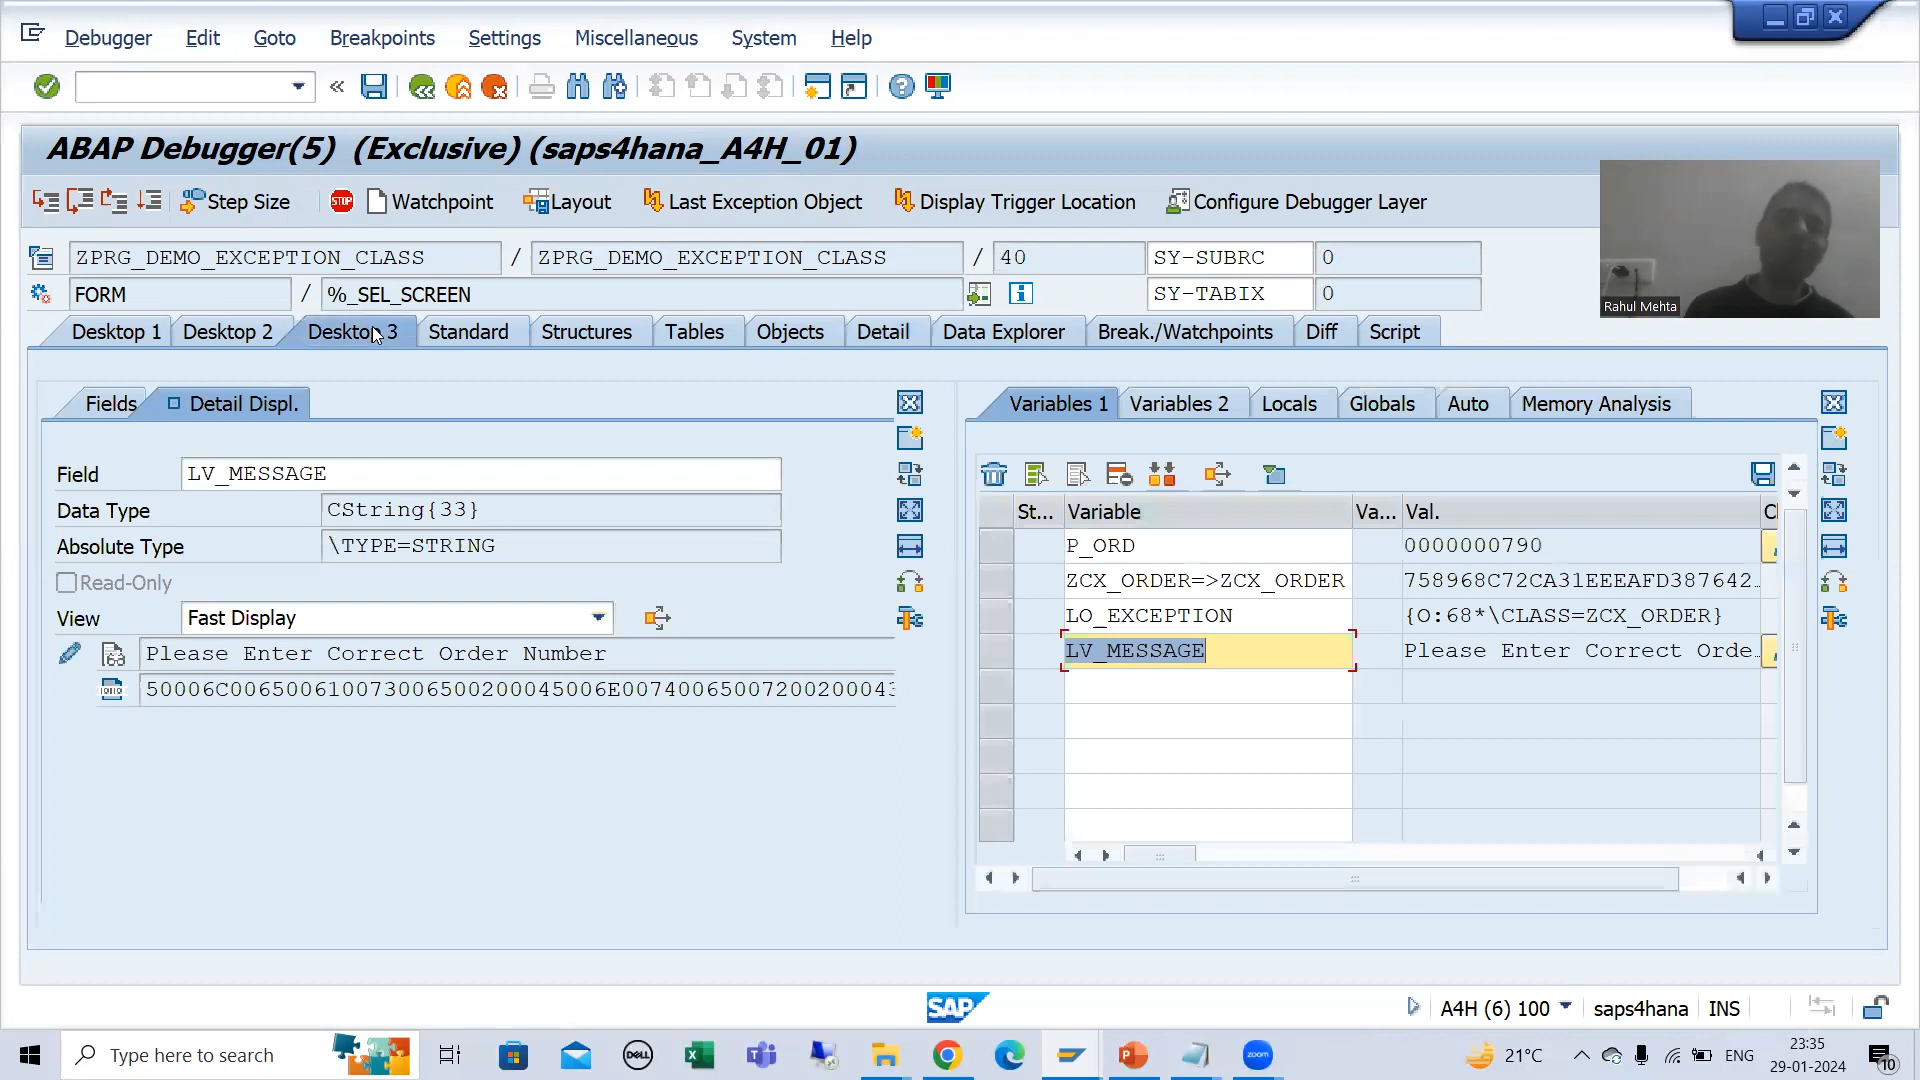 Debugger Edit Goto Breakpoints Settings Miscellaneous System Help
ABAP Debugger(5) (Exclusive) (saps4hana_A4H_01)
Step Size STOP Watchpoint Layout Last Exception Object Display Trigger Location Configure Debugger Layer
ZPRG_DEMO_EXCEPTION_CLASS / ZPRG_DEMO_EXCEPTION_CLASS / 40 SY-SUBRC 0
FORM / %_SEL_SCREEN SY-TABIX 0
Rahul Mehta
Desktop 1 Desktop 2 Desktop 3 Standard Structures Tables Objects Detail Data Explorer Break./Watchpoints Diff Script
Fields Detail Displ.
Field LV_MESSAGE
Data Type CString{33}
Absolute Type \TYPE=STRING
Read-Only
View Fast Display
Please Enter Correct Order Number
50006C006500610073006500200045006E00740065007200200043
Variables 1 Variables 2 Locals Globals Auto Memory Analysis
St... Variable Va... Val. C
P_ORD 0000000790
ZCX_ORDER=>ZCX_ORDER 758968C72CA31EEEAFD387642…
LO_EXCEPTION {O:68*\CLASS=ZCX_ORDER}
LV_MESSAGE Please Enter Correct Orde…
SAP
A4H (6) 100 saps4hana INS
Type here to search
DELL
zoom
21°C ENG
23:35
29-01-2024
10